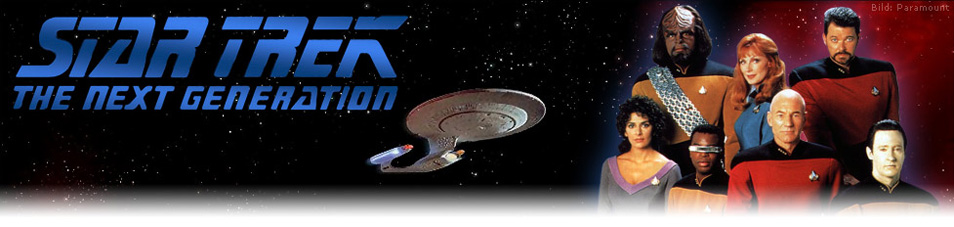 Bild: Paramount
STAR TREK
THE NEXT GENERATION